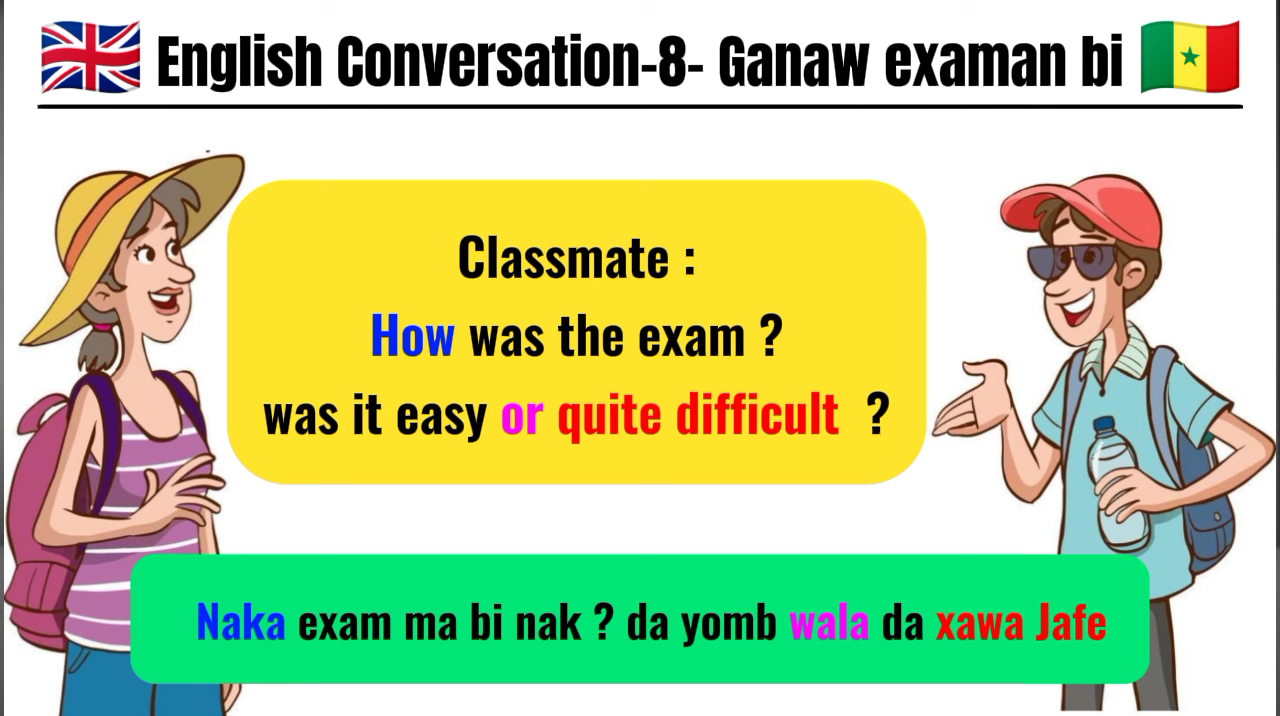 English Conversation-8- Ganaw examan bi
Classmate :
How was the exam ?
was it easy or quite difficult ?
Naka exam ma bi nak ? da yomb wala da xawa Jafe